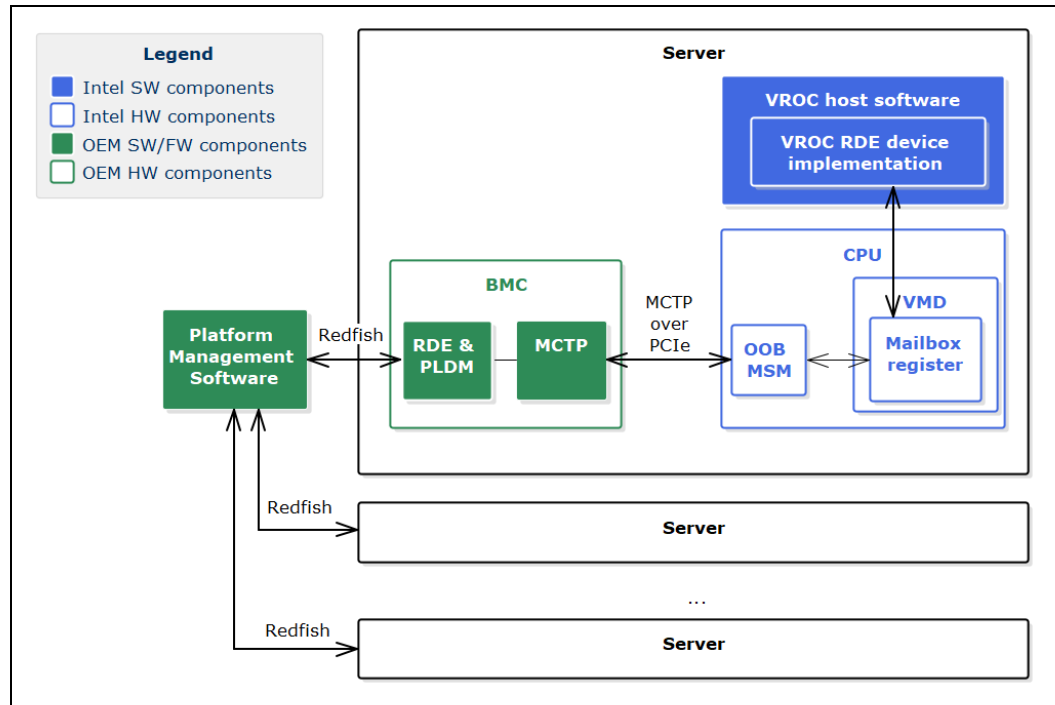 Legend
Intel SW components
Intel HW components
OEM SW/FW components
OEM HW components
Server
VROC host software
VROC RDE device
implementation
CPU
VMD
Mailbox
register
OOB
MSM
MCTP
over
PCIe
BMC
RDE &
PLDM
MCTP
Redfish
Platform
Management
Software
Redfish
Server
...
Redfish
Server